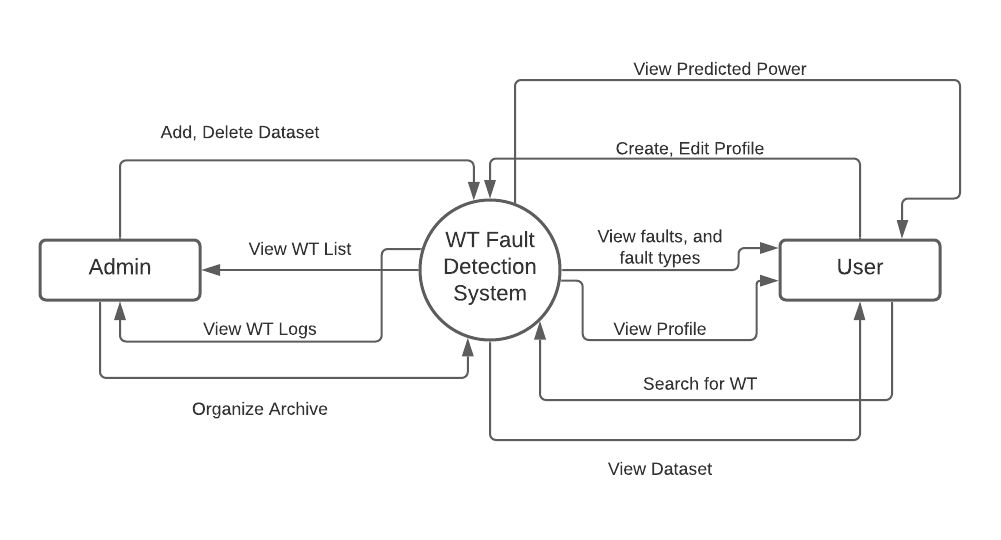 View Predicted Power
Add, Delete Dataset
Create, Edit Profile
View WT List
WT Fault
Detection
System
View faults, and
fault types
Admin
User
View WT Logs
View Profile
Search for WT
Organize Archive
View Dataset